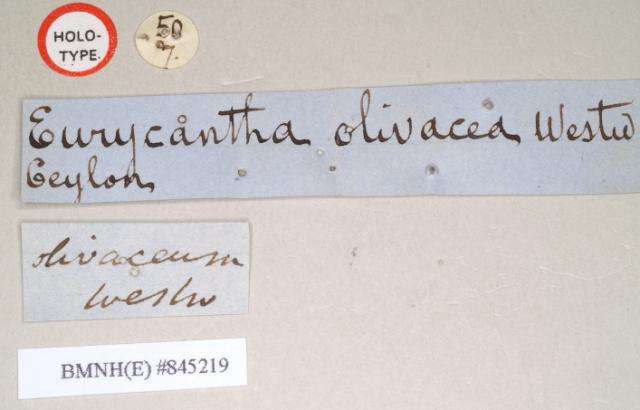 HOLO-
TYPE.
50
7.
Eurycantha olivacea Westw
Ceylon
olivaceum
Westw
BMNH(E) #845219